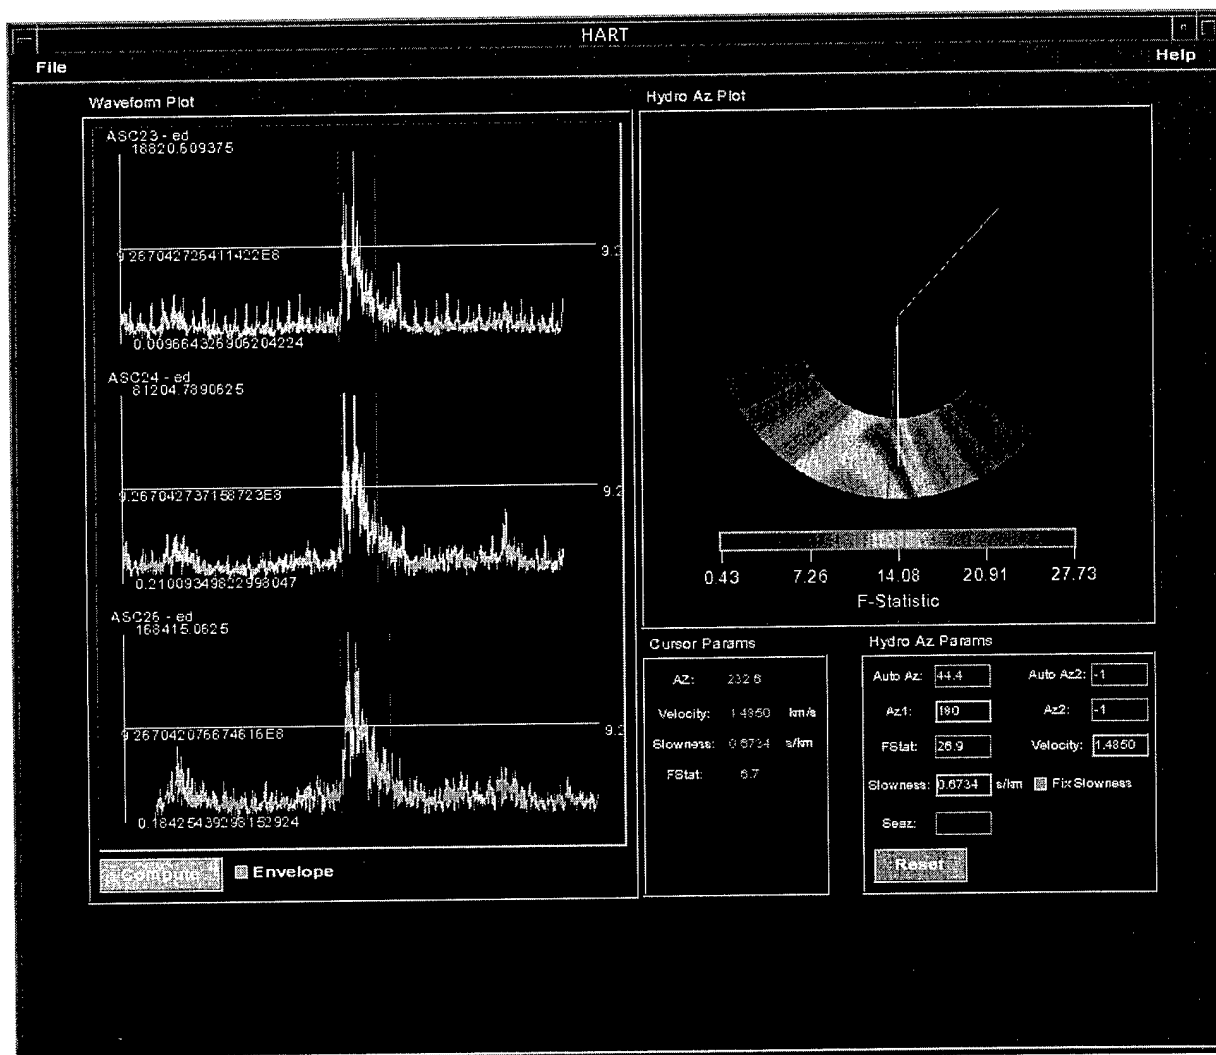 HART
File
Help
Waveform Plot
ASC23 - ed
18820.609375
9.267042726411422E8
9.2
0.009664326906204224
ASC24 - ed
81204.7890625
9.267042737158723E8
9.2
0.21009349822998047
ASC26 - ed
168415.0625
9.267042076674616E8
9.2
0.18425439298152924
Compute
Envelope
Hydro Az Plot
0.43 7.26 14.08 20.91 27.73
F-Statistic
Cursor Params
AZ: 232.6
Velocity: 1.4850 km/s
Slowness: 0.6734 s/km
FStat: 6.7
Hydro Az Params
Auto Az: 44.4 Auto Az2: -1
Az1: 190 Az2: -1
FStat: 26.9 Velocity: 1.4850
Slowness: 0.6734 s/km Fix Slowness
Seaz:
Reset